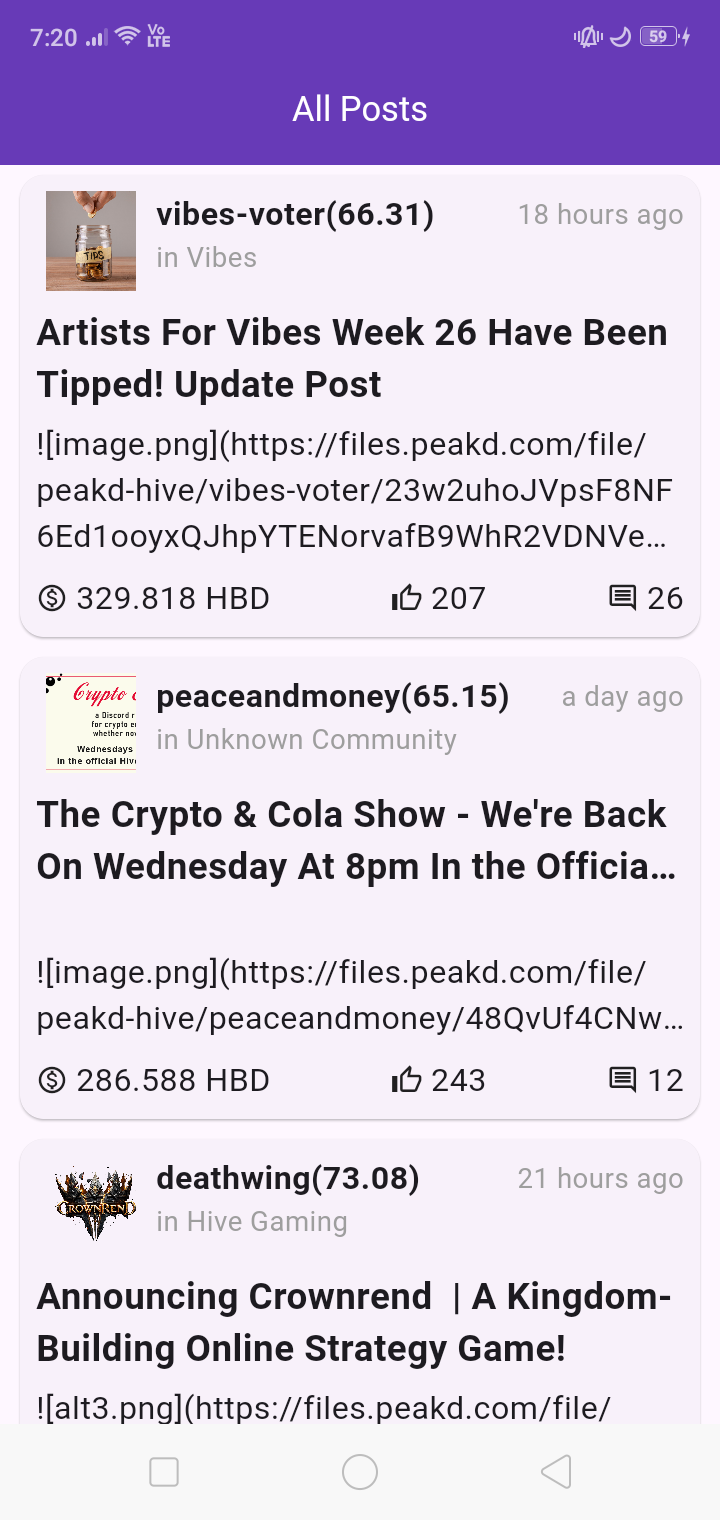 7:20 Vo LTE 59
All Posts
TIPS
vibes-voter(66.31) 18 hours ago
in Vibes
Artists For Vibes Week 26 Have Been
Tipped! Update Post
![image.png](https://files.peakd.com/file/
peakd-hive/vibes-voter/23w2uhoJVpsF8NF
6Ed1ooyxQJhpYTENorvafB9WhR2VDNVe…
329.818 HBD 207 26
Crypto
a Discord r
for crypto e
whether no
Wednesdays
in the official Hiv
peaceandmoney(65.15) a day ago
in Unknown Community
The Crypto & Cola Show - We're Back
On Wednesday At 8pm In the Officia…
![image.png](https://files.peakd.com/file/
peakd-hive/peaceandmoney/48QvUf4CNw…
286.588 HBD 243 12
CROWNREND
deathwing(73.08) 21 hours ago
in Hive Gaming
Announcing Crownrend  | A Kingdom-
Building Online Strategy Game!
![alt3.png](https://files.peakd.com/file/